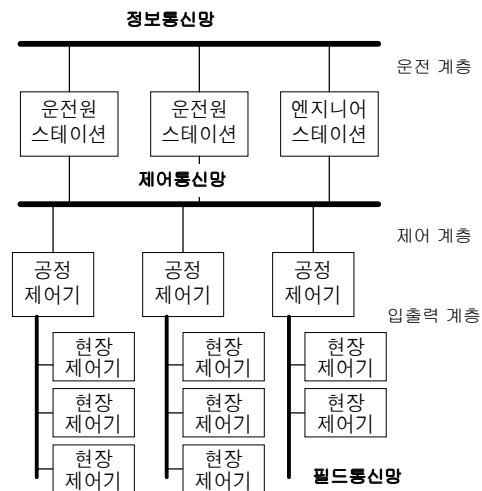 정보통신망
운전 계층
운전원
스테이션
운전원
스테이션
엔지니어
스테이션
제어통신망
제어 계층
공정
제어기
공정
제어기
공정
제어기
입출력 계층
현장
제어기
현장
제어기
현장
제어기
현장
제어기
현장
제어기
현장
제어기
현장
제어기
현장
제어기
필드통신망